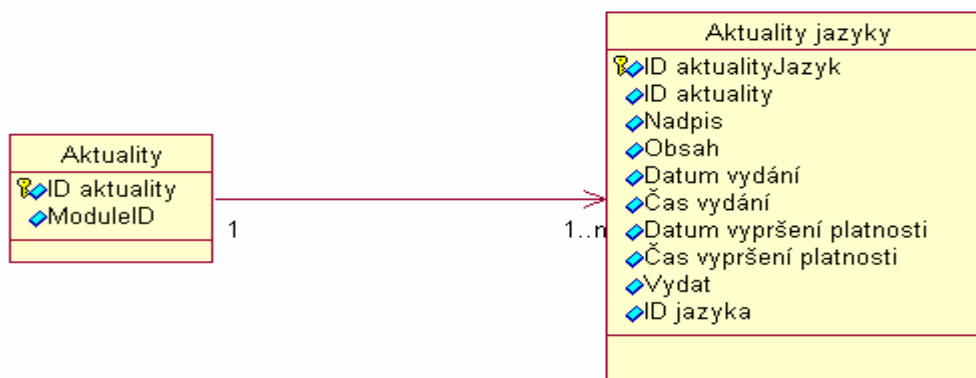 Aktuality
ID aktuality
ModuleID
1
1..n
Aktuality jazyky
ID aktualityJazyk
ID aktuality
Nadpis
Obsah
Datum vydání
Čas vydání
Datum vypršení platnosti
Čas vypršení platnosti
Vydat
ID jazyka